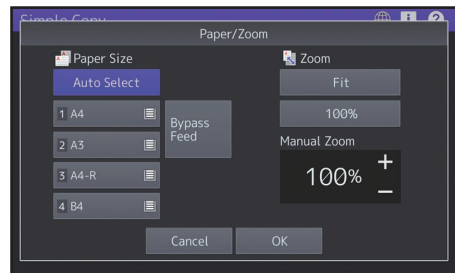 Simple Copy
Paper/Zoom
Paper Size
Auto Select
1 A4
2 A3
3 A4-R
4 B4
Bypass
Feed
Zoom
Fit
100%
Manual Zoom
100% +
−
Cancel
OK